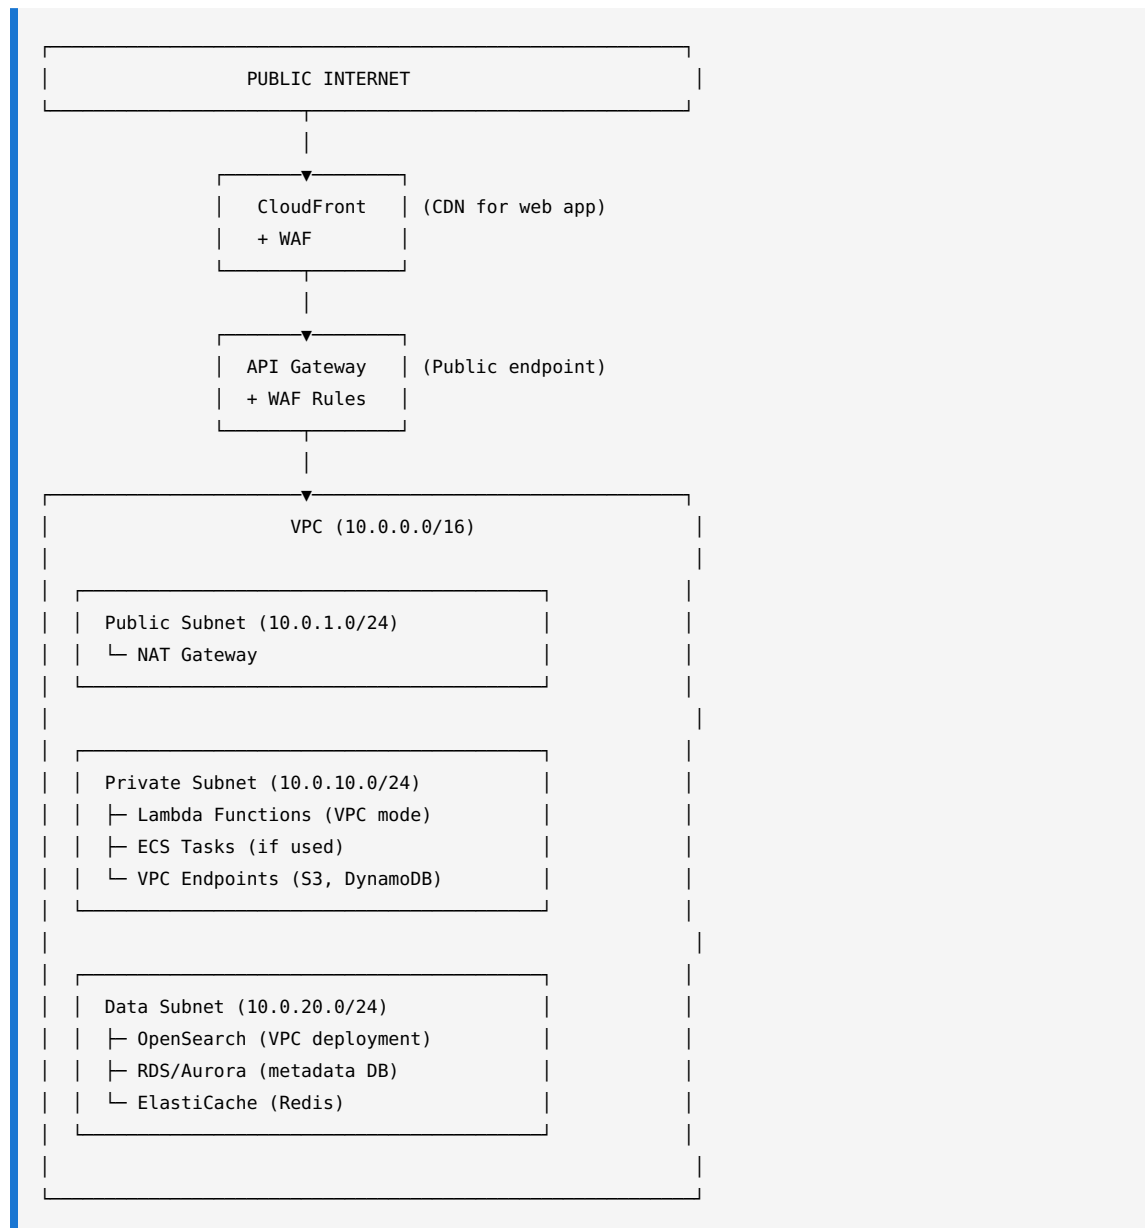 PUBLIC INTERNET
CloudFront (CDN for web app)
+ WAF
API Gateway (Public endpoint)
+ WAF Rules
VPC (10.0.0.0/16)
Public Subnet (10.0.1.0/24)
└─ NAT Gateway
Private Subnet (10.0.10.0/24)
├─ Lambda Functions (VPC mode)
├─ ECS Tasks (if used)
└─ VPC Endpoints (S3, DynamoDB)
Data Subnet (10.0.20.0/24)
├─ OpenSearch (VPC deployment)
├─ RDS/Aurora (metadata DB)
└─ ElastiCache (Redis)